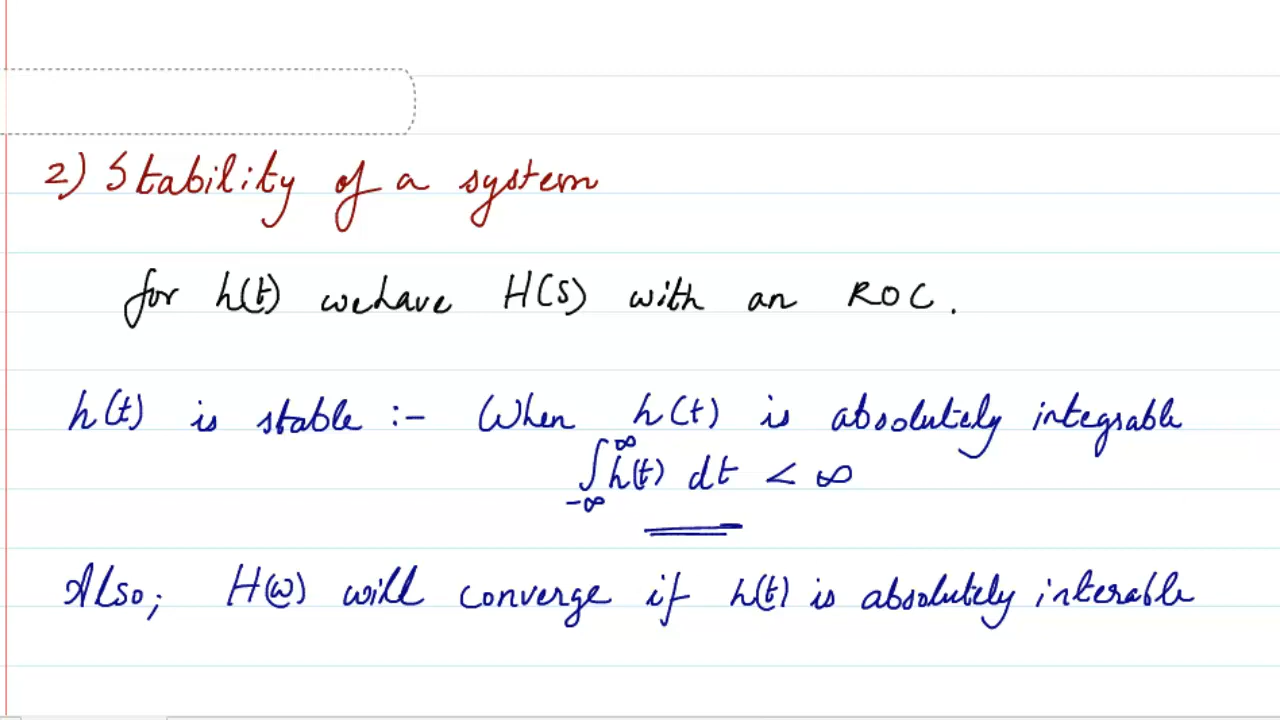 2) Stability of a system
for h(t) we have H(S) with an ROC.
h(t) is stable :- When h(t) is absolutely integrable
∫_{-∞}^{∞} h(t) dt < ∞
Also; H(ω) will converge if h(t) is absolutely interable